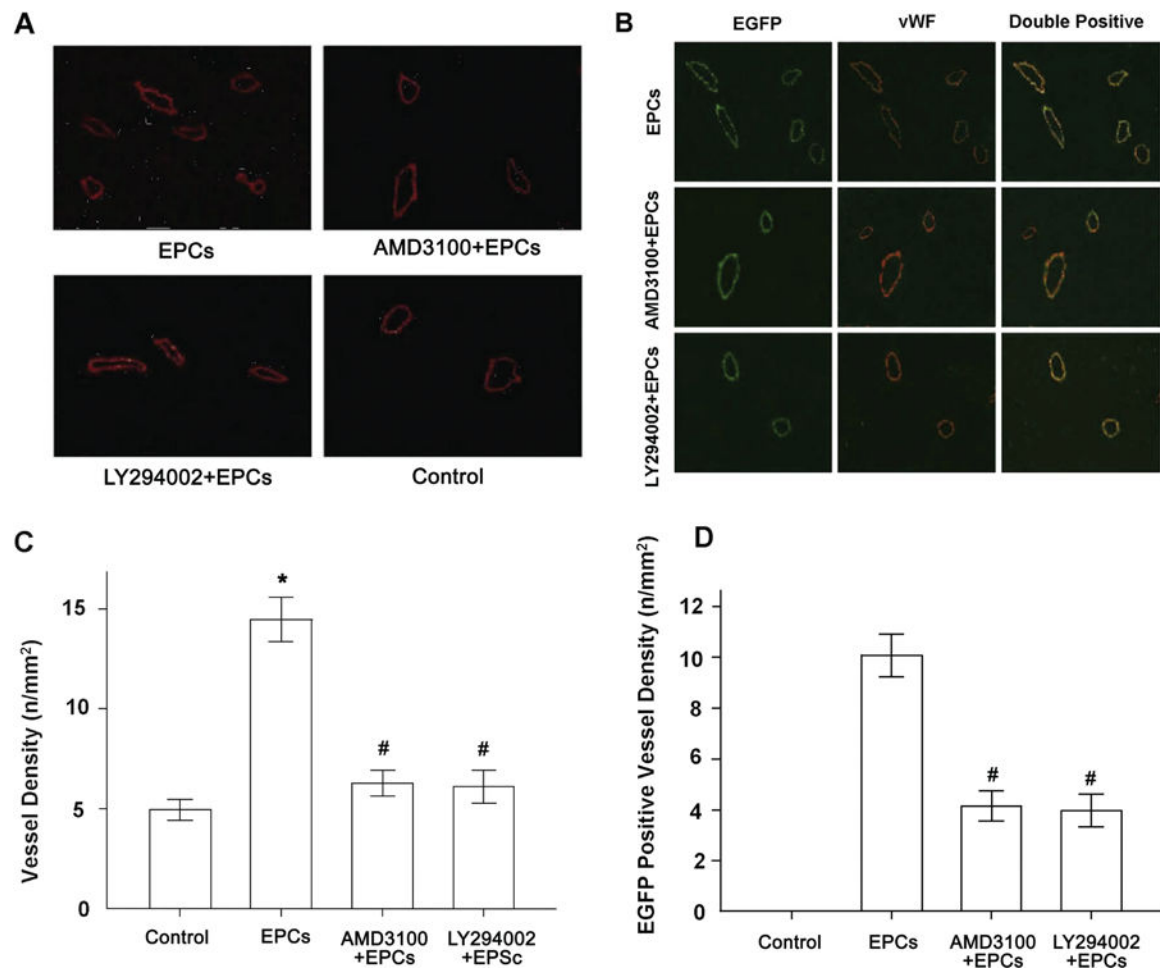 A
EPCs
AMD3100+EPCs
LY294002+EPCs
Control
B
EGFP
vWF
Double Positive
EPCs
AMD3100+EPCs
LY294002+EPCs
C
Vessel Density (n/mm²)
15
10
5
0
*
#
#
Control
EPCs
AMD3100
+EPCs
LY294002
+EPSc
D
EGFP Positive Vessel Density (n/mm²)
12
10
8
6
4
2
0
#
#
Control
EPCs
AMD3100
+EPCs
LY294002
+EPCs